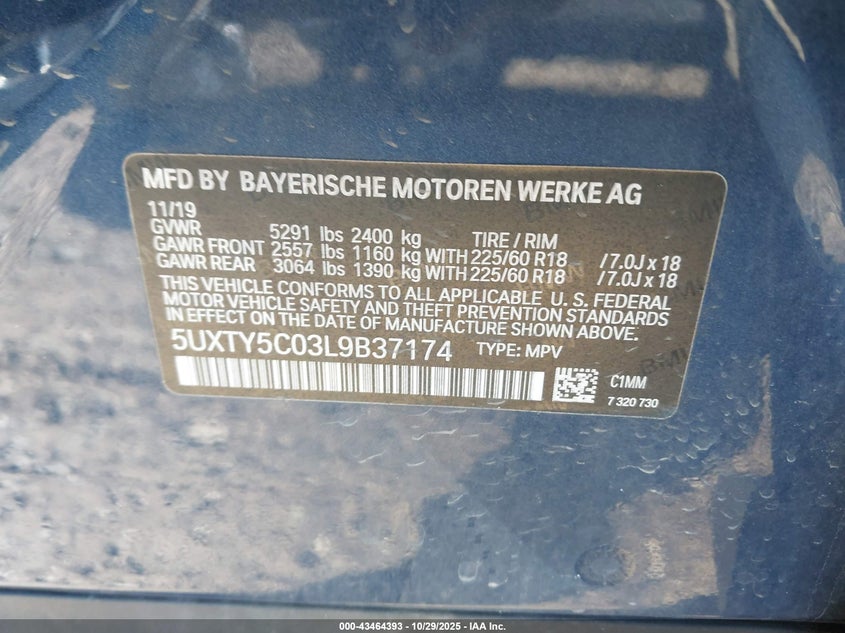 MFD BY BAYERISCHE MOTOREN WERKE AG
11/19
GVWR 5291 lbs 2400 kg TIRE / RIM
GAWR FRONT 2557 lbs 1160 kg WITH 225/60 R18 /7.0J x 18
GAWR REAR 3064 lbs 1390 kg WITH 225/60 R18 /7.0J x 18
THIS VEHICLE CONFORMS TO ALL APPLICABLE U. S. FEDERAL
MOTOR VEHICLE SAFETY AND THEFT PREVENTION STANDARDS
IN EFFECT ON THE DATE OF MANUFACTURE SHOWN ABOVE.
5UXTY5C03L9B37174 TYPE: MPV
C1MM
7 320 730
000-43464393 - 10/29/2025 - IAA Inc.